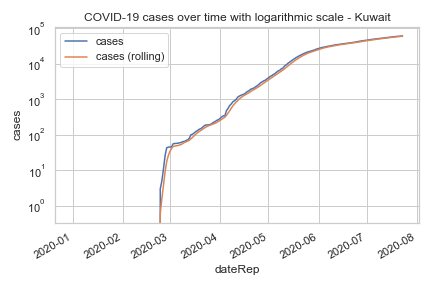 COVID-19 cases over time with logarithmic scale - Kuwait
cases
cases (rolling)
cases
10⁵
10⁴
10³
10²
10¹
10⁰
2020-01
2020-02
2020-03
2020-04
2020-05
2020-06
2020-07
2020-08
dateRep